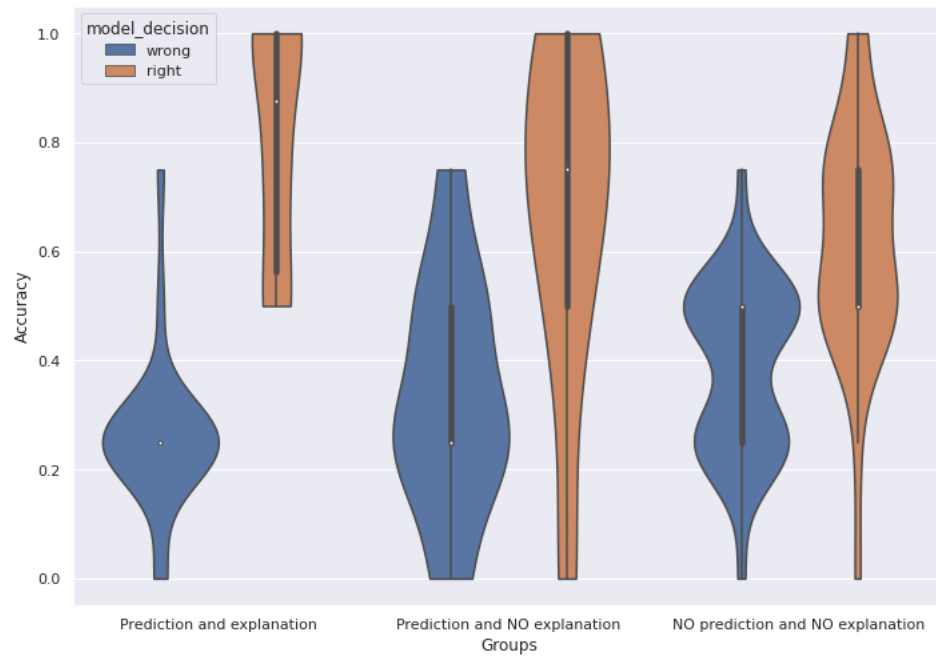 model_decision
wrong
right
1.0
0.8
0.6
0.4
0.2
0.0
Accuracy
Prediction and explanation
Prediction and NO explanation
NO prediction and NO explanation
Groups